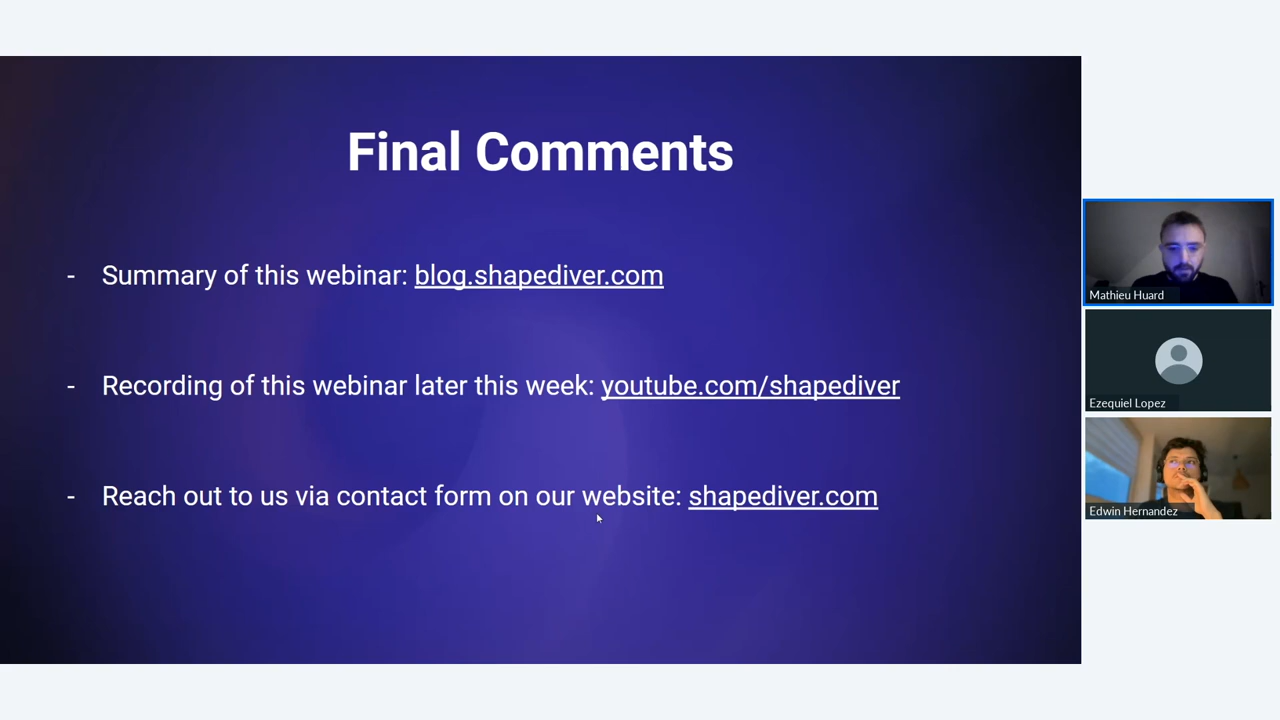 Final Comments
- Summary of this webinar: blog.shapediver.com
- Recording of this webinar later this week: youtube.com/shapediver
- Reach out to us via contact form on our website: shapediver.com
Mathieu Huard
Ezequiel Lopez
Edwin Hernandez